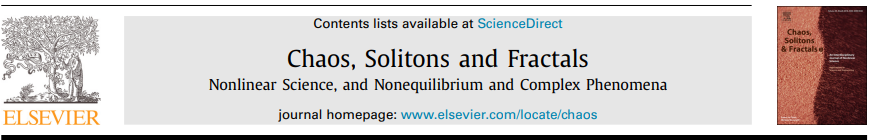 Contents lists available at ScienceDirect
Chaos, Solitons and Fractals
Nonlinear Science, and Nonequilibrium and Complex Phenomena
journal homepage: www.elsevier.com/locate/chaos
ELSEVIER
Chaos,
Solitons
& Fractals